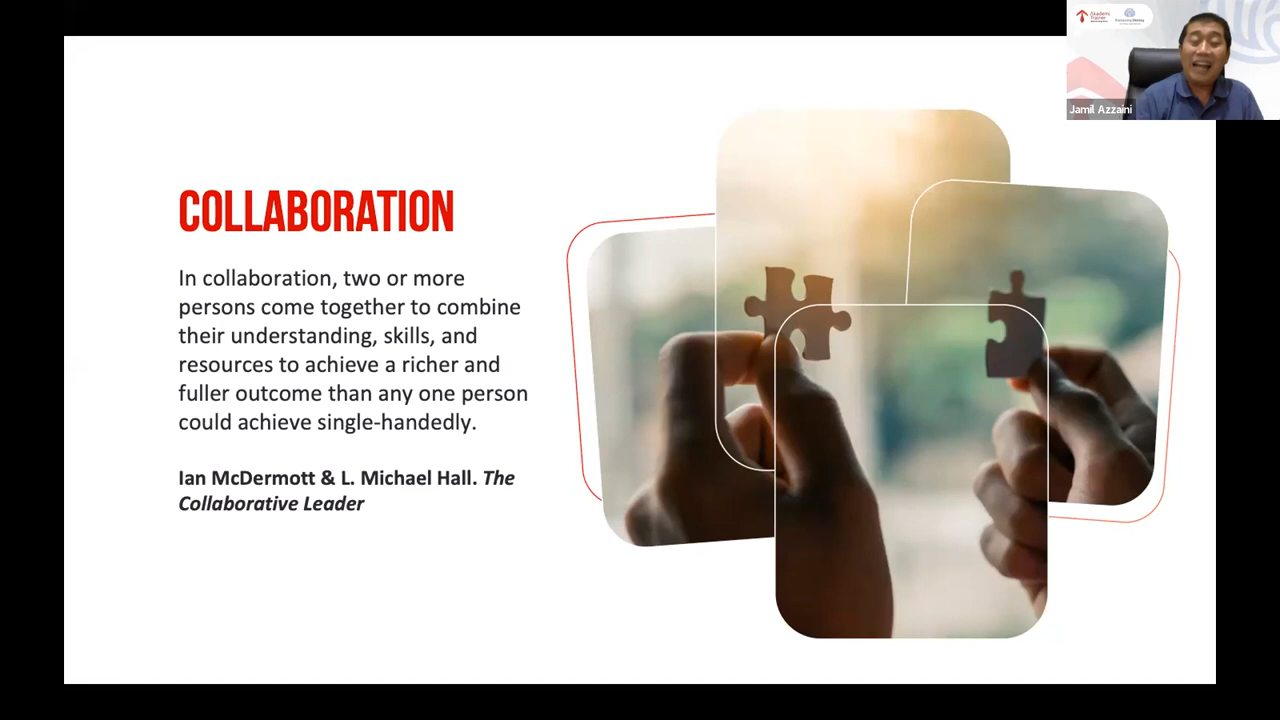 COLLABORATION
In collaboration, two or more
persons come together to combine
their understanding, skills, and
resources to achieve a richer and
fuller outcome than any one person
could achieve single-handedly.
Ian McDermott & L. Michael Hall. The
Collaborative Leader
Akademi
Trainer
Jamil Azzaini